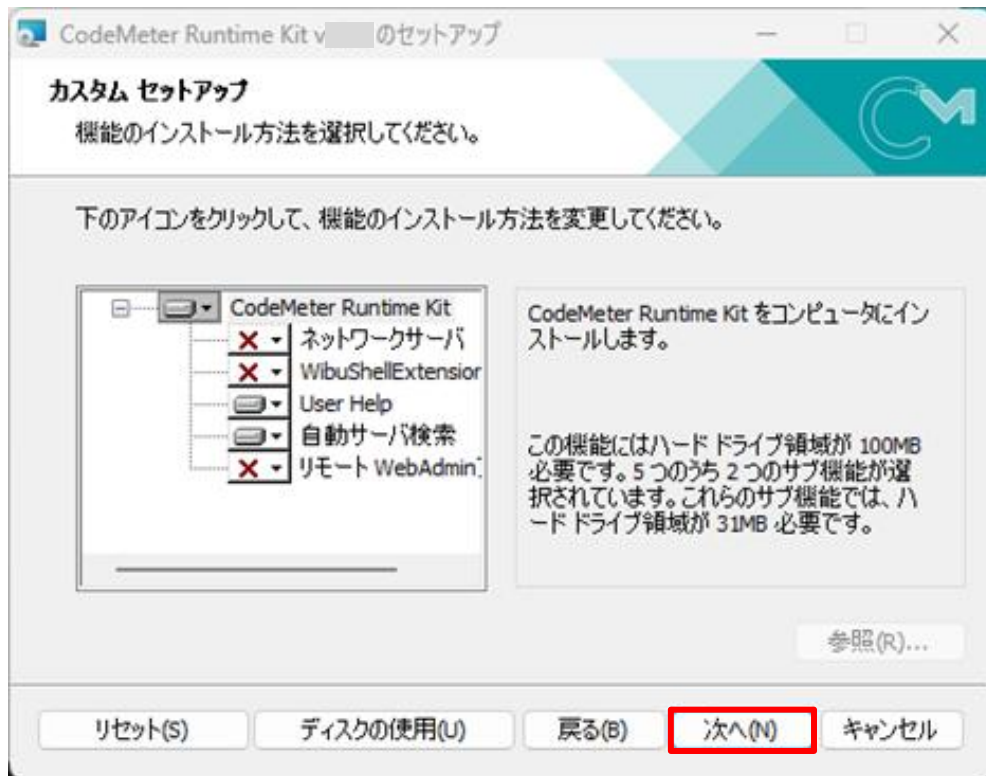 CodeMeter Runtime Kit v のセットアップ
カスタム セットアップ
機能のインストール方法を選択してください。
CM
下のアイコンをクリックして、機能のインストール方法を変更してください。
CodeMeter Runtime Kit
ネットワークサーバ
WibuShellExtension
User Help
自動サーバ検索
リモート WebAdmin
CodeMeter Runtime Kit をコンピュータにイン
ストールします。
この機能にはハード ドライブ領域が 100MB
必要です。5 つのうち 2 つのサブ機能が選
択されています。これらのサブ機能では、ハ
ード ドライブ領域が 31MB 必要です。
参照(R)...
リセット(S)
ディスクの使用(U)
戻る(B)
次へ(N)
キャンセル